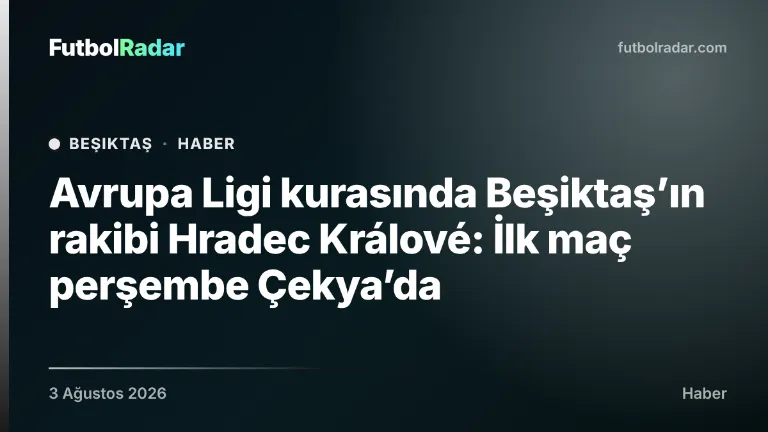 FutbolRadar
futbolradar.com
BEŞİKTAŞ · HABER
Avrupa Ligi kurasında Beşiktaş’ın
rakibi Hradec Králové: İlk maç
perşembe Çekya’da
3 Ağustos 2026
Haber